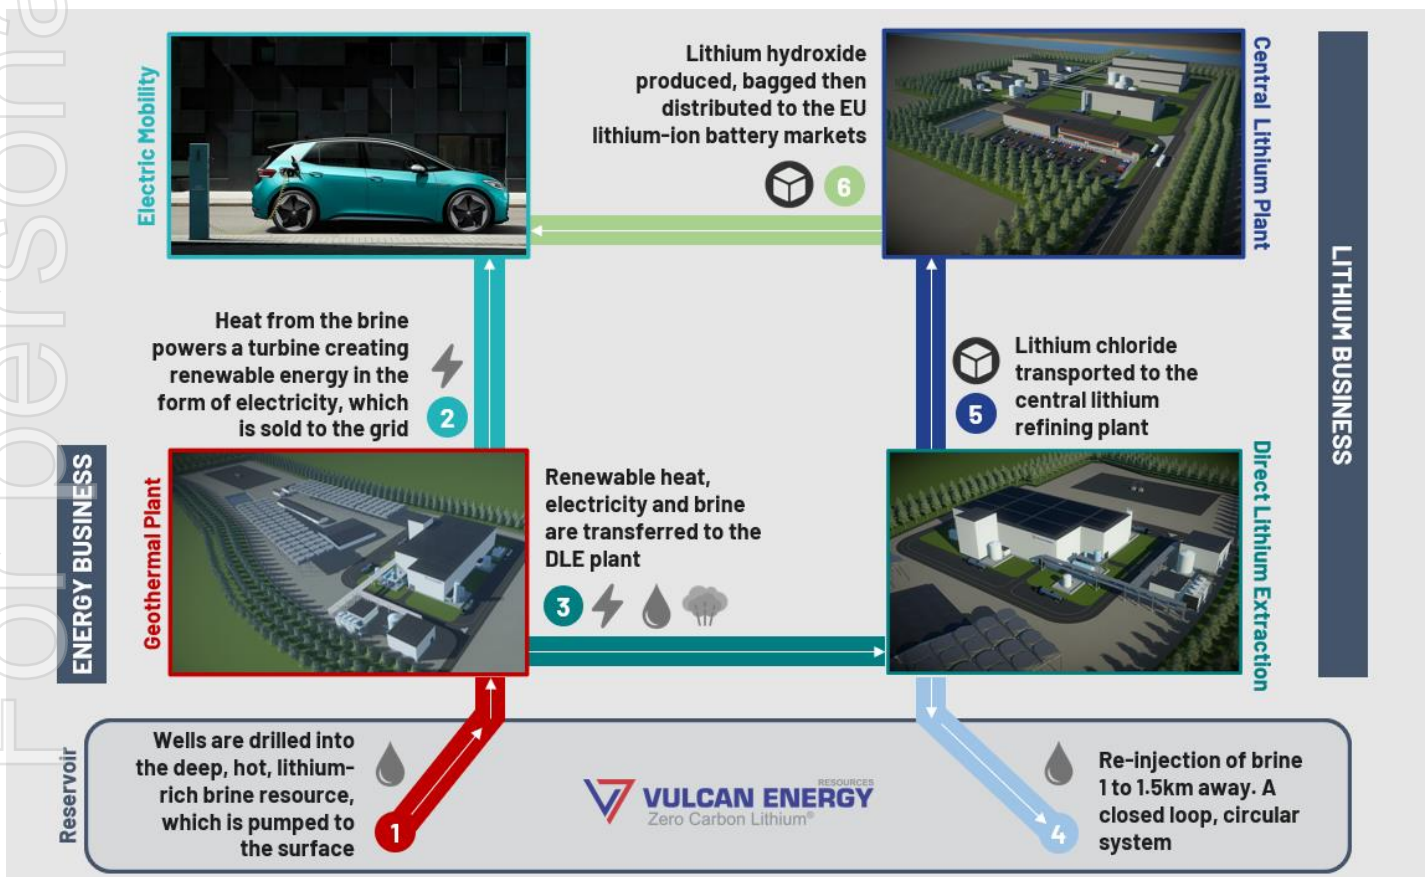 For persona
Electric Mobility
Lithium hydroxide
produced, bagged then
distributed to the EU
lithium-ion battery markets
6
Central Lithium Plant
LITHIUM BUSINESS
Heat from the brine
powers a turbine creating
renewable energy in the
form of electricity, which
is sold to the grid
2
Lithium chloride
transported to the
central lithium
refining plant
5
ENERGY BUSINESS
Geothermal Plant
Renewable heat,
electricity and brine
are transferred to the
DLE plant
3
Direct Lithium Extraction
Reservoir
Wells are drilled into
the deep, hot, lithium-
rich brine resource,
which is pumped to
the surface
1
VULCAN ENERGY
RESOURCES
Zero Carbon Lithium®
4
Re-injection of brine
1 to 1.5km away. A
closed loop, circular
system